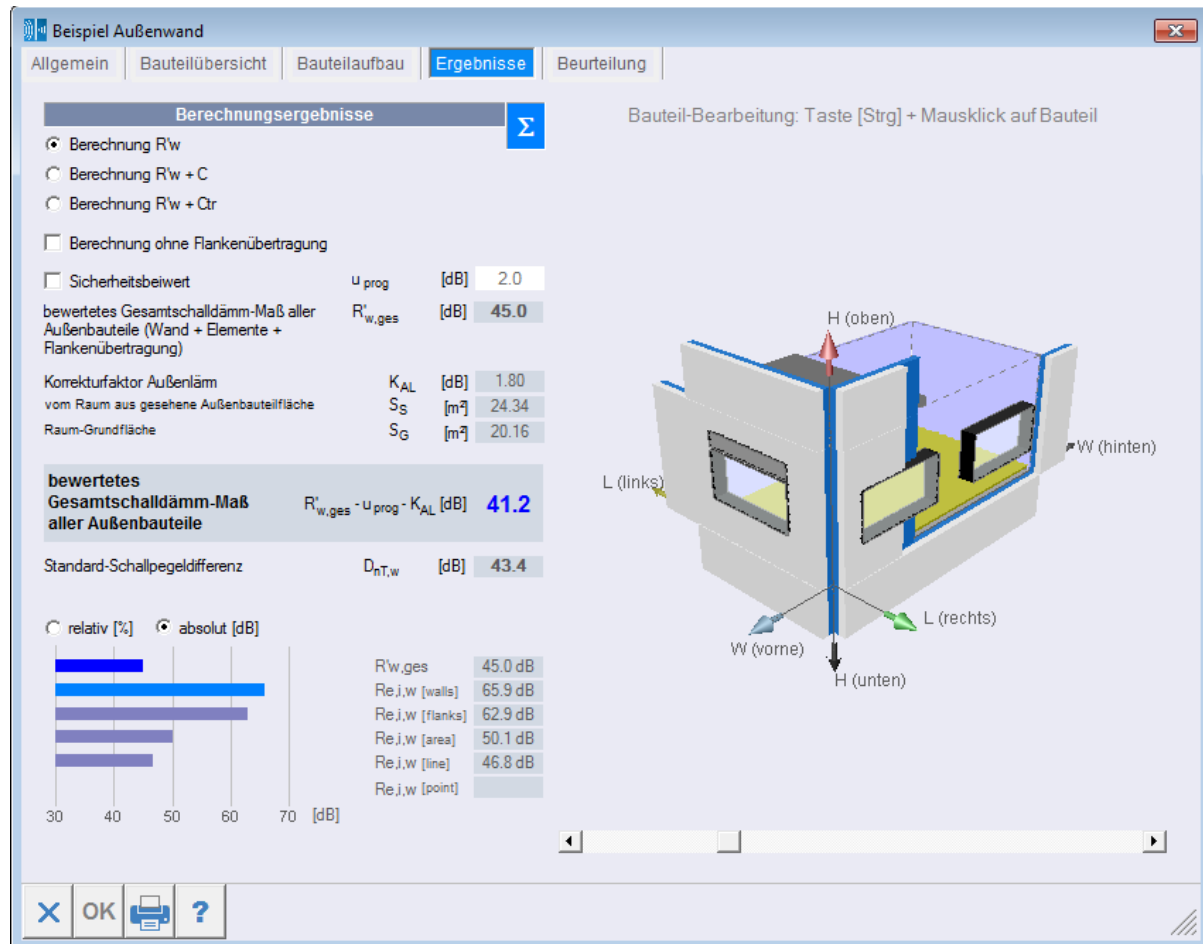 Beispiel Außenwand
Allgemein
Bauteilübersicht
Bauteilaufbau
Ergebnisse
Beurteilung
Berechnungsergebnisse
Σ
Berechnung R'w
Berechnung R'w + C
Berechnung R'w + Ctr
Berechnung ohne Flankenübertragung
Sicherheitsbeiwert u prog [dB] 2.0
bewertetes Gesamtschalldämm-Maß aller R'w,ges [dB] 45.0
Außenbauteile (Wand + Elemente +
Flankenübertragung)
Korrekturfaktor Außenlärm KAL [dB] 1.80
vom Raum aus gesehene Außenbauteilfläche SS [m²] 24.34
Raum-Grundfläche SG [m²] 20.16
bewertetes
Gesamtschalldämm-Maß R'w,ges - uprog - KAL [dB] 41.2
aller Außenbauteile
Standard-Schallpegeldifferenz DnT,w [dB] 43.4
relativ [%] absolut [dB]
R'w,ges 45.0 dB
Re,i,w [walls] 65.9 dB
Re,i,w [flanks] 62.9 dB
Re,i,w [area] 50.1 dB
Re,i,w [line] 46.8 dB
Re,i,w [point]
30 40 50 60 70 [dB]
Bauteil-Bearbeitung: Taste [Strg] + Mausklick auf Bauteil
H (oben)
W (hinten)
L (links)
L (rechts)
W (vorne)
H (unten)
OK
?